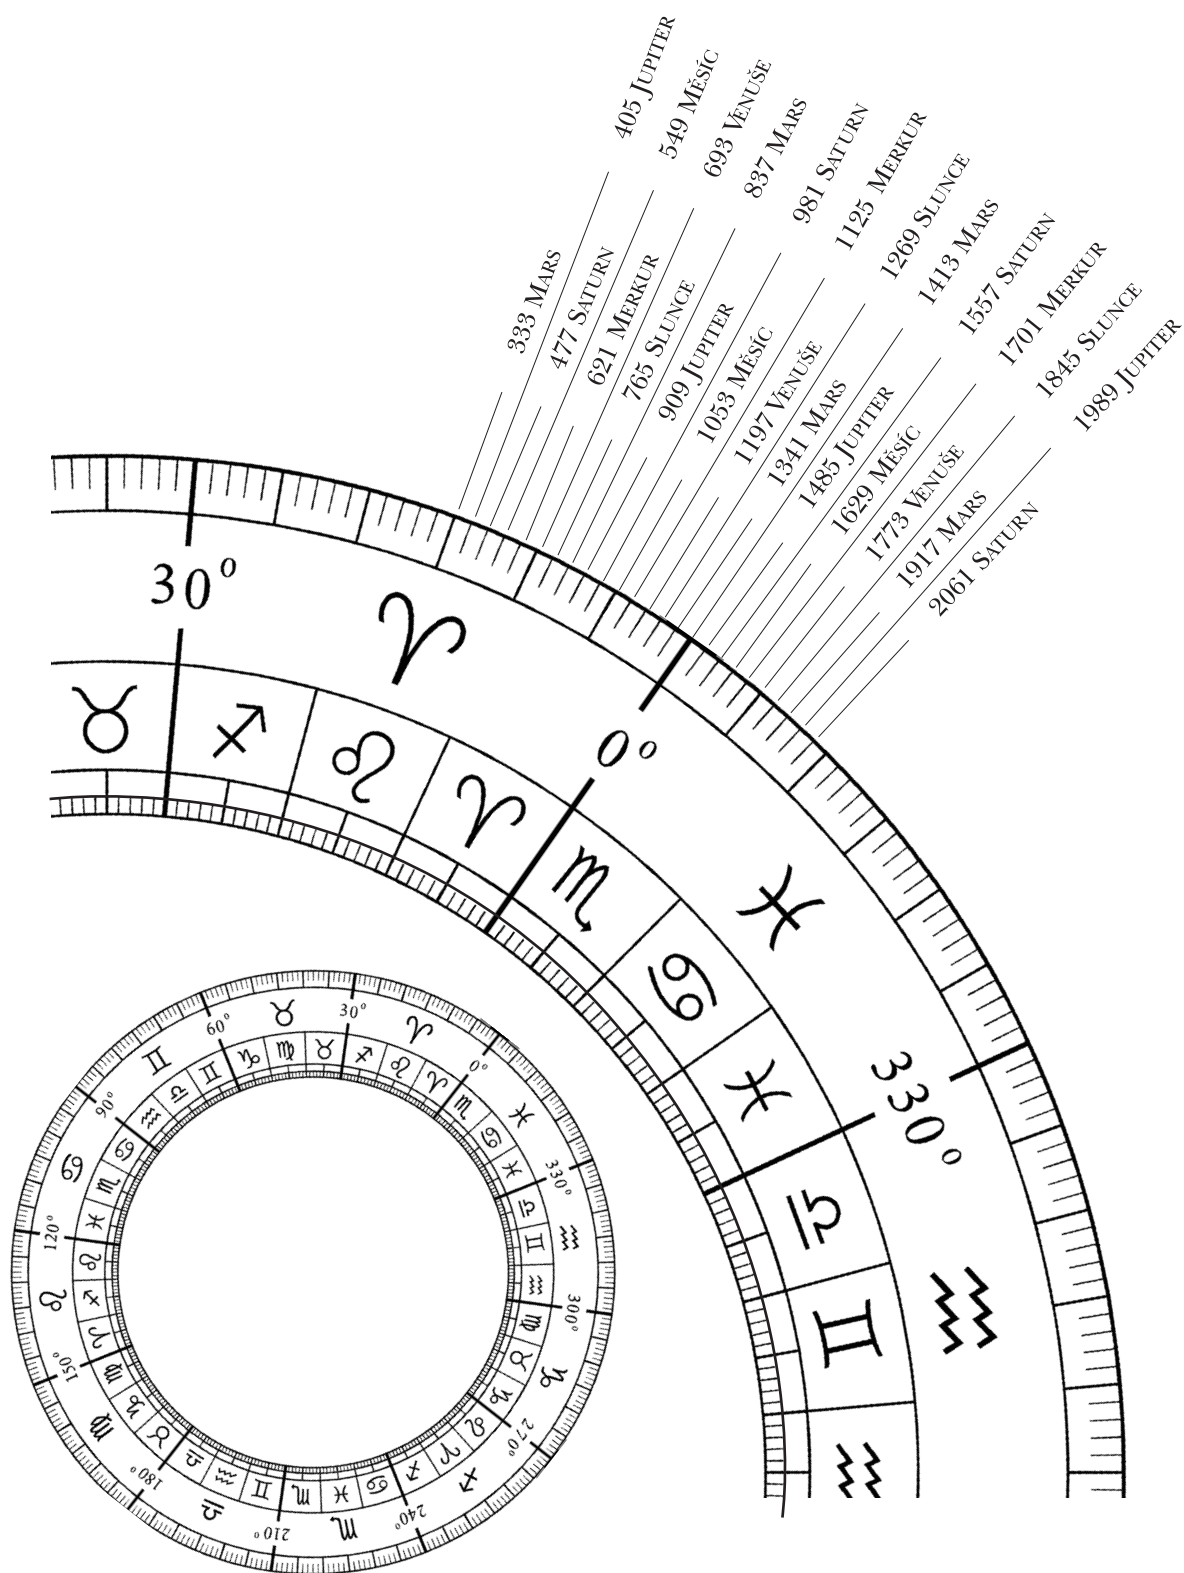 405 JUPITER
549 MĚSÍC
693 VENUŠE
837 MARS
981 SATURN
1125 MERKUR
1269 SLUNCE
1413 MARS
1557 SATURN
1701 MERKUR
1845 SLUNCE
1989 JUPITER
333 MARS
477 SATURN
621 MERKUR
765 SLUNCE
909 JUPITER
1053 MĚSÍC
1197 VENUŠE
1341 MARS
1485 JUPITER
1629 MĚSÍC
1773 VENUŠE
1917 MARS
2061 SATURN
30°
♈
0°
♓
330°
♒
♉ ♐ ♌ ♈ ♏ ♋ ♓ ♎ ♊ ♒
30°
0°
330°
300°
270°
240°
210°
180°
150°
120°
90°
60°
♈ ♓ ♒ ♑ ♐ ♏ ♎ ♍ ♌ ♋ ♊ ♉
♐ ♌ ♈ ♏ ♋ ♓ ♎ ♊ ♒ ♍ ♉ ♑ ♌ ♈ ♐ ♋ ♓ ♏ ♊ ♒ ♎ ♉ ♑ ♍ ♈ ♐ ♌ ♓ ♏ ♋ ♒ ♎ ♊ ♑ ♍ ♉